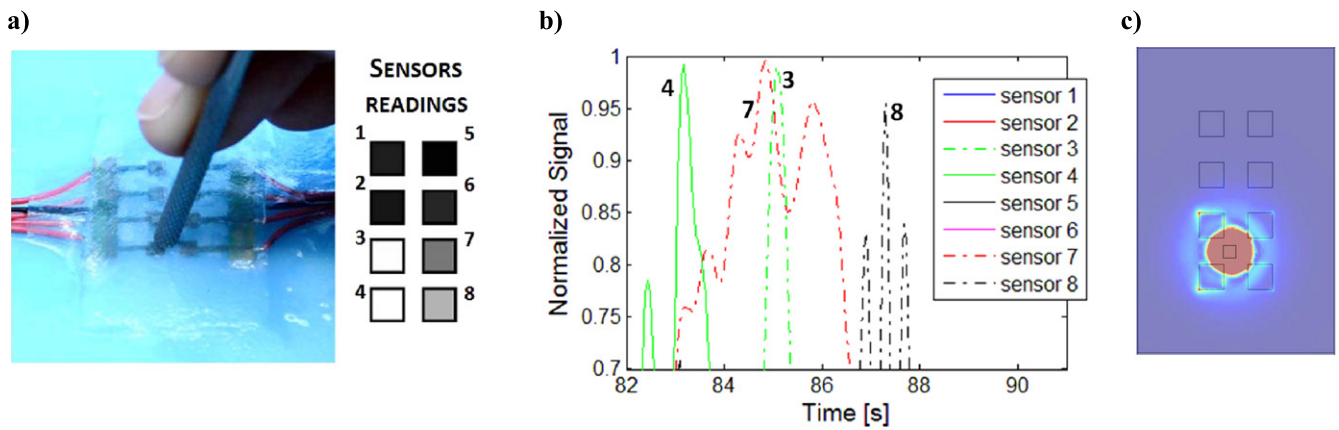 a)
SENSORS
READINGS
1 5
2 6
3 7
4 8
b)
Normalized Signal
1
0.95
0.9
0.85
0.8
0.75
0.7
82 84 86 88 90
Time [s]
4
7
3
8
sensor 1
sensor 2
sensor 3
sensor 4
sensor 5
sensor 6
sensor 7
sensor 8
c)